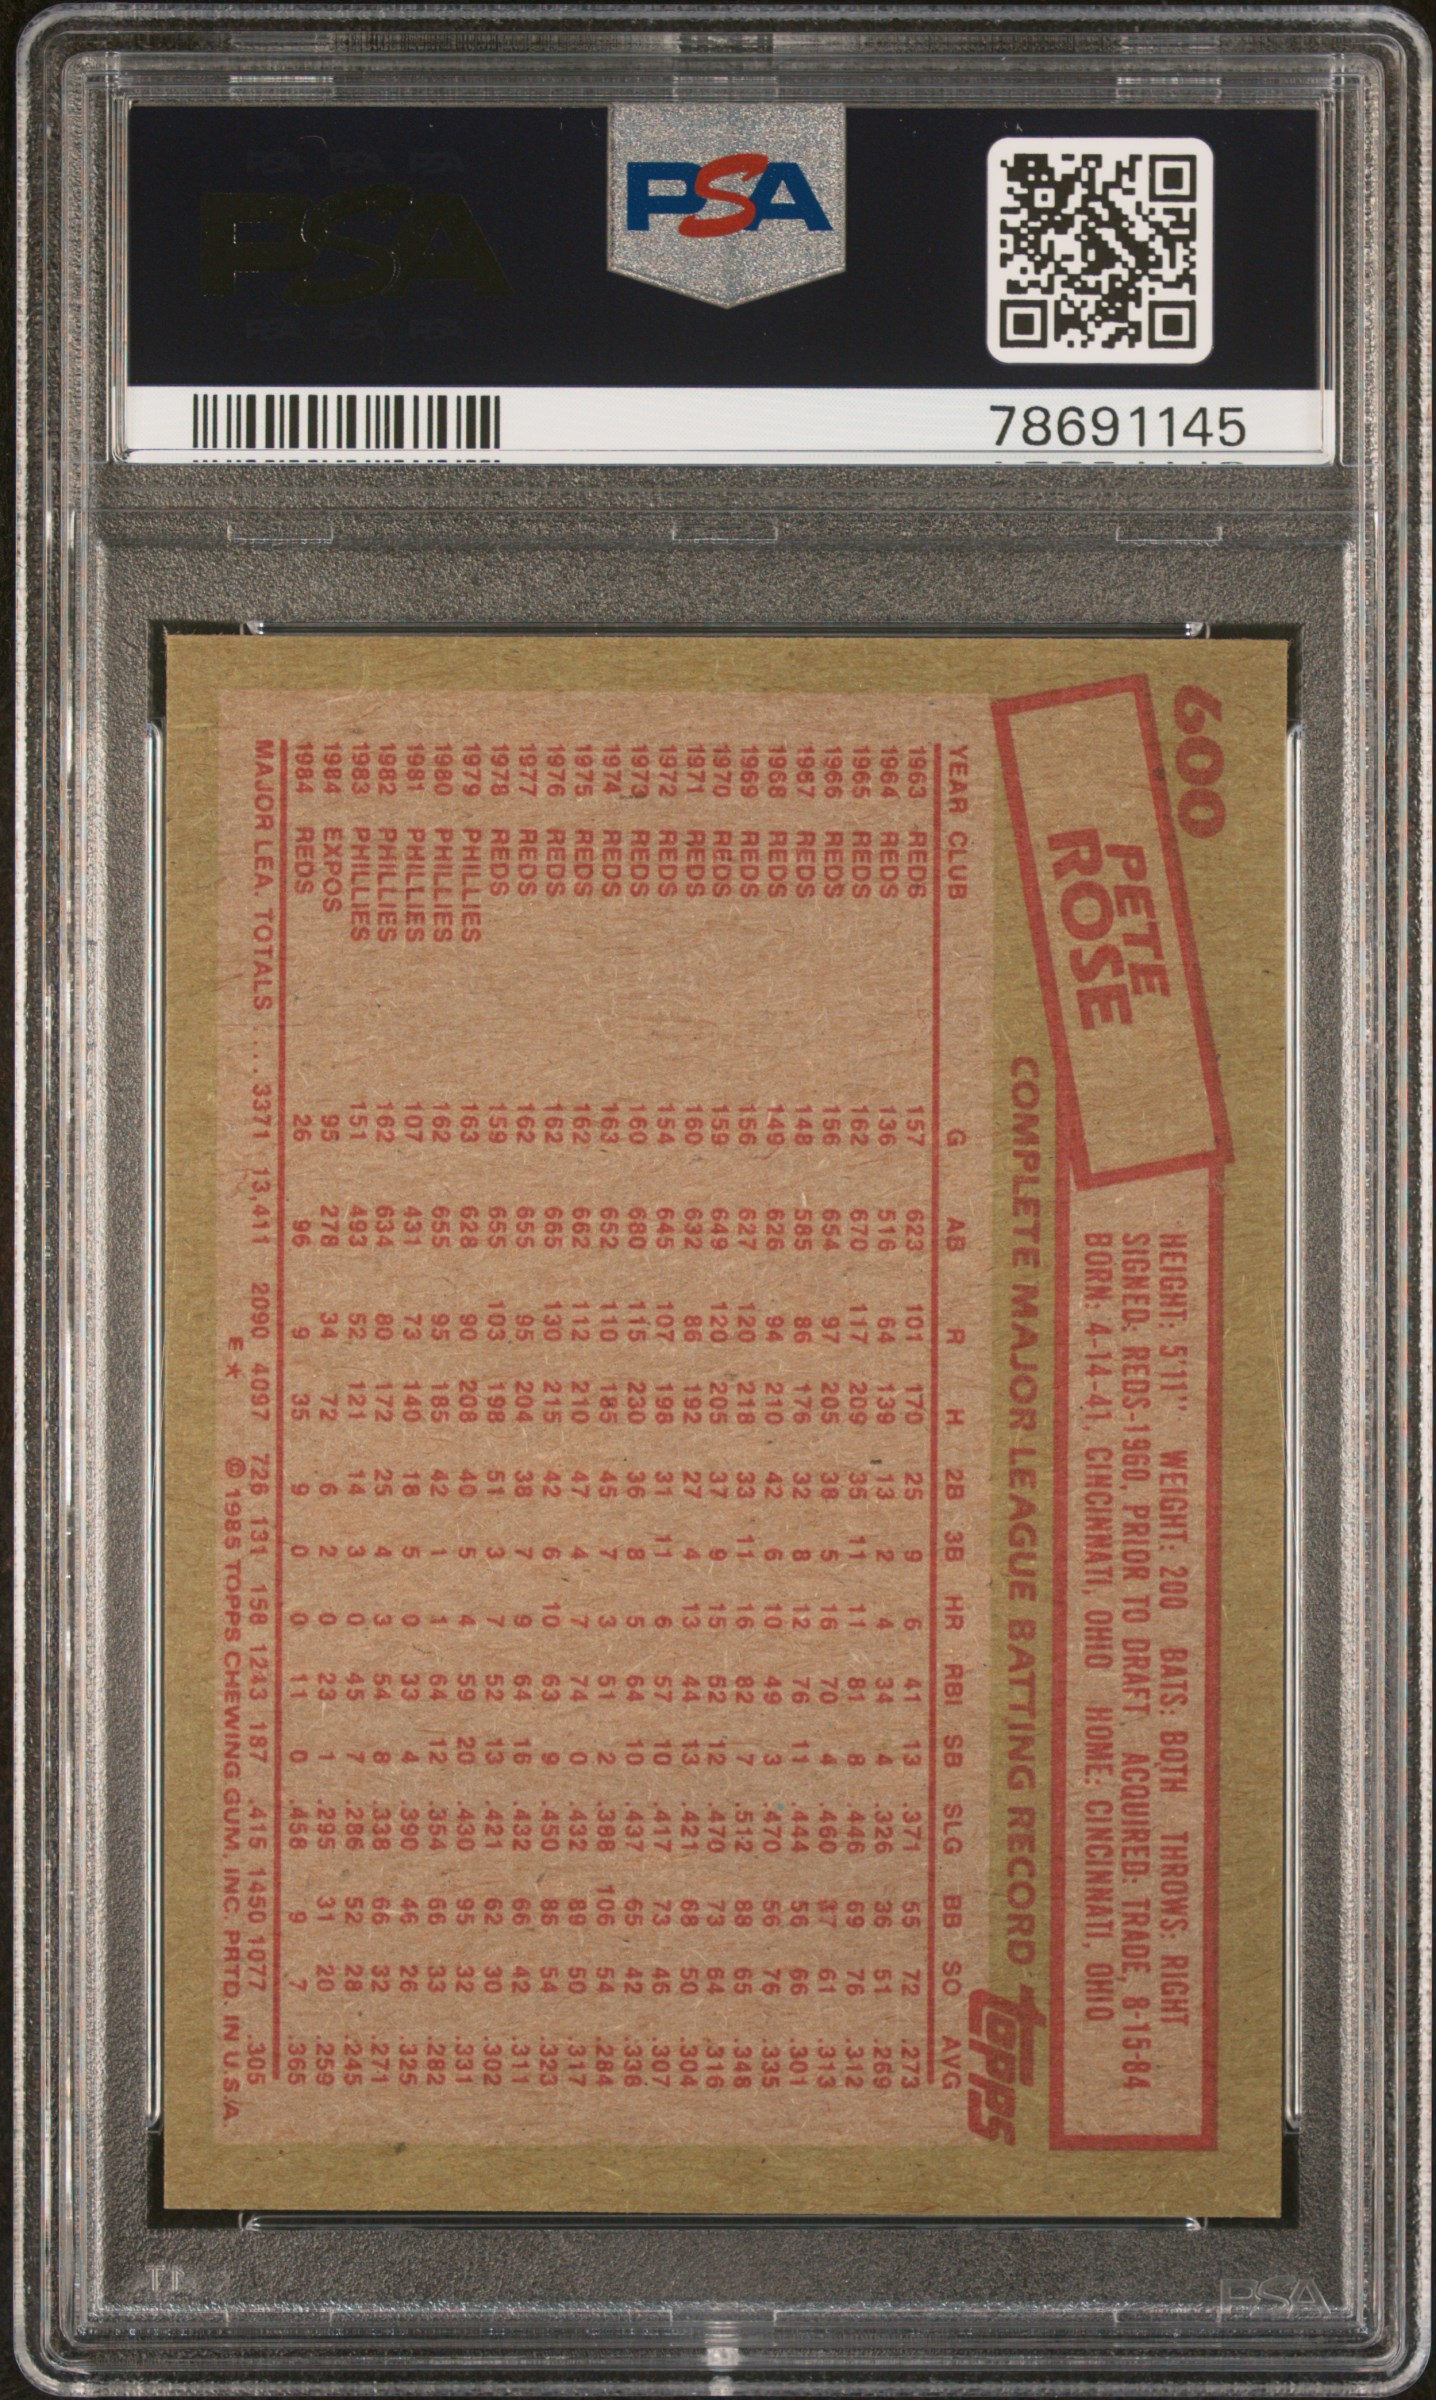 PSA
78691145
600
PETE
ROSE
HEIGHT: 5'11" WEIGHT: 200 BATS: BOTH THROWS: RIGHT
SIGNED: REDS-1960, PRIOR TO DRAFT ACQUIRED: TRADE, 8-15-84
BORN: 4-14-41, CINCINNATI, OHIO HOME: CINCINNATI, OHIO
COMPLETE MAJOR LEAGUE BATTING RECORD
topps
YEAR CLUB G AB R H 2B 3B HR RBI SB SLG BB SO AVG
1963 REDS 157 623 101 170 25 9 6 41 13 .371 55 72 .273
1964 REDS 136 516 64 139 13 2 4 34 4 .326 36 51 .269
1965 REDS 162 670 117 209 35 11 11 81 8 .446 69 76 .312
1966 REDS 156 654 97 205 38 5 16 70 4 .460 37 61 .313
1967 REDS 148 585 86 176 32 8 12 76 11 .444 56 66 .301
1968 REDS 149 626 94 210 42 6 10 49 3 .470 56 76 .335
1969 REDS 156 627 120 218 33 11 16 82 7 .512 88 65 .348
1970 REDS 159 649 120 205 37 9 15 52 12 .470 73 64 .316
1971 REDS 160 632 86 192 27 4 13 44 13 .421 68 50 .304
1972 REDS 154 645 107 198 31 11 6 57 10 .417 73 46 .307
1973 REDS 160 680 115 230 36 8 5 64 10 .437 65 42 .338
1974 REDS 163 652 110 185 45 7 3 51 2 .388 106 54 .284
1975 REDS 162 662 112 210 47 4 7 74 0 .432 89 50 .317
1976 REDS 162 665 130 215 42 6 10 63 9 .450 86 54 .323
1977 REDS 162 655 95 204 38 7 9 64 16 .432 66 42 .311
1978 REDS 159 655 103 198 51 3 7 52 13 .421 62 30 .302
1979 PHILLIES 163 628 90 208 40 5 4 59 20 .430 95 32 .331
1980 PHILLIES 162 655 95 185 42 1 1 64 12 .354 66 33 .282
1981 PHILLIES 107 431 73 140 18 5 0 33 4 .390 46 26 .325
1982 PHILLIES 162 634 80 172 25 4 3 54 8 .338 66 32 .271
1983 PHILLIES 151 493 52 121 14 3 0 45 7 .286 52 28 .245
1984 EXPOS 95 278 34 72 6 2 0 23 1 .295 31 20 .259
1984 REDS 26 96 9 35 9 0 0 11 0 .458 9 7 .365
MAJOR LEA. TOTALS .... 3371 13,411 2090 4097 726 131 158 1243 187 .415 1450 1077 .305
E * © 1985 TOPPS CHEWING GUM, INC. PRTD. IN U.S.A.
PSA